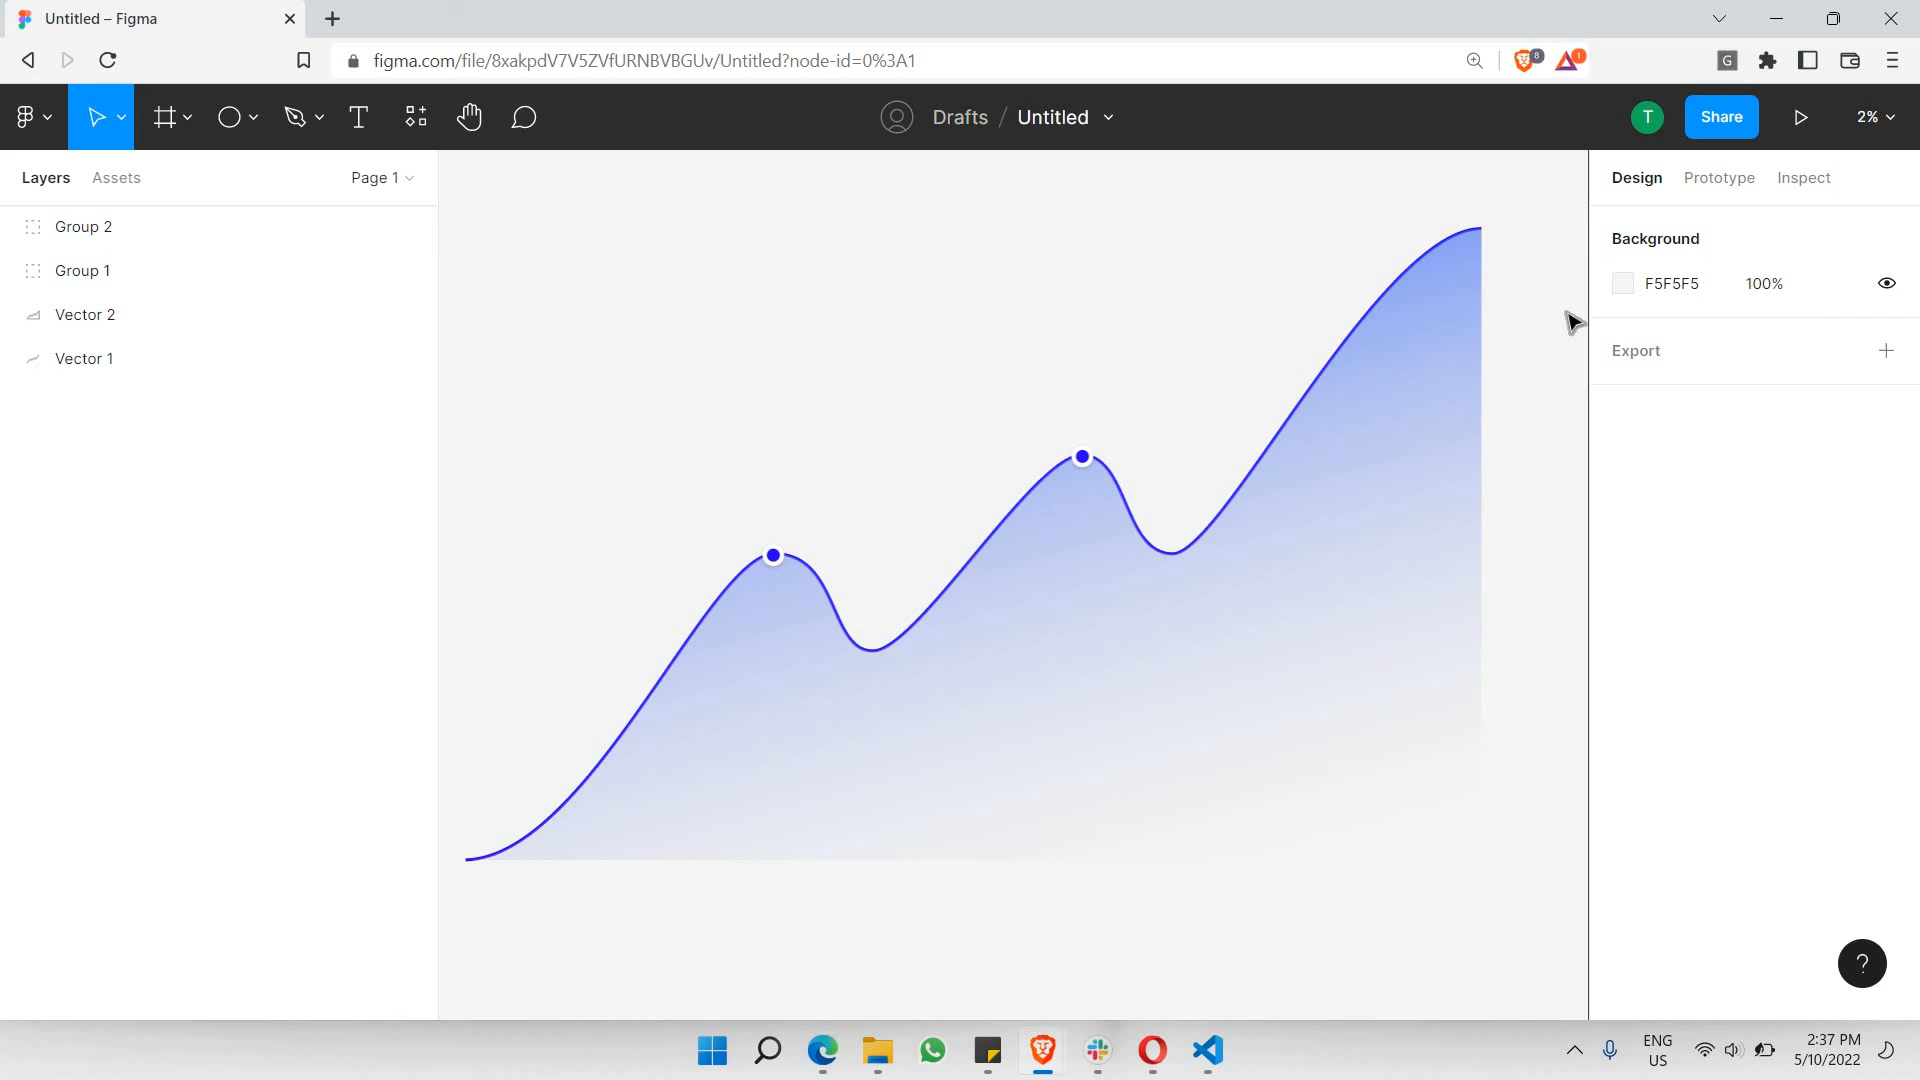 Untitled – Figma
figma.com/file/8xakpdV7V5ZVfURNBVBGUv/Untitled?node-id=0%3A1
8
1
G
T
Drafts / Untitled
T
Share
2%
Layers
Assets
Page 1
Design
Prototype
Inspect
Group 2
Group 1
Vector 2
Vector 1
Background
F5F5F5 100%
Export
?
ENG
US
2:37 PM
5/10/2022